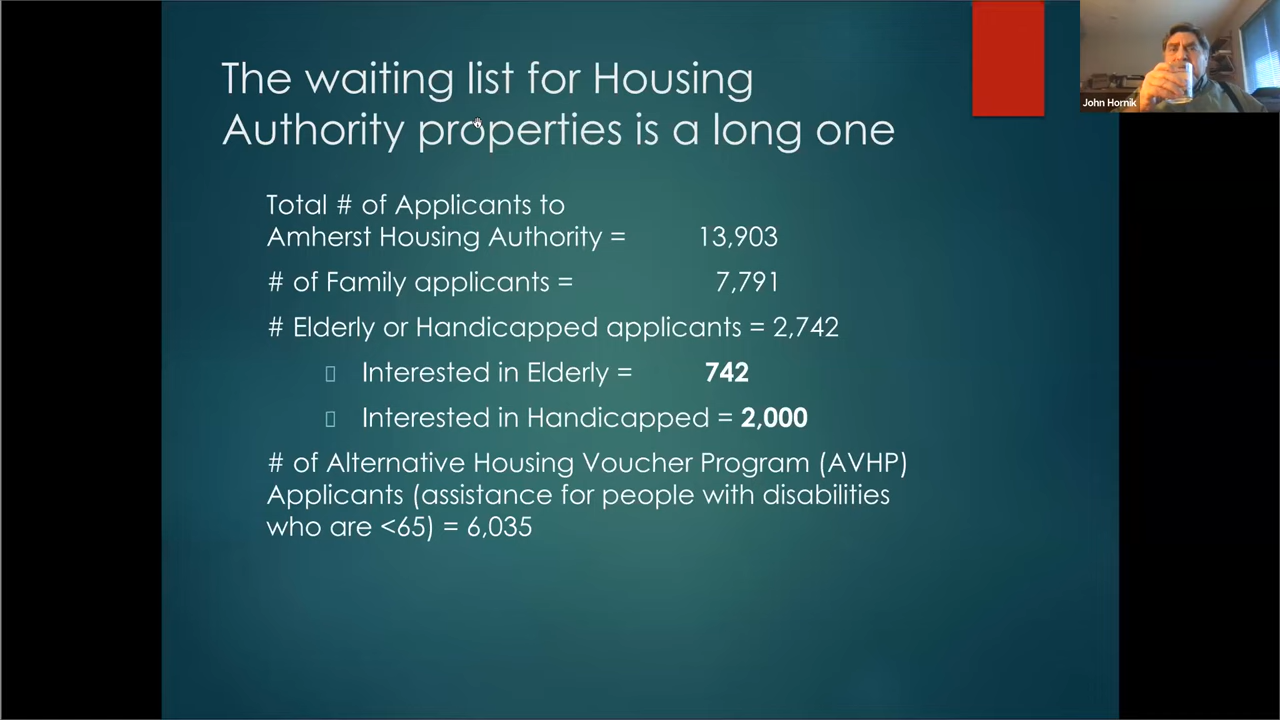 The waiting list for Housing
Authority properties is a long one
John Hornik
Total # of Applicants to
Amherst Housing Authority = 13,903
# of Family applicants = 7,791
# Elderly or Handicapped applicants = 2,742
Interested in Elderly = 742
Interested in Handicapped = 2,000
# of Alternative Housing Voucher Program (AVHP)
Applicants (assistance for people with disabilities
who are <65) = 6,035